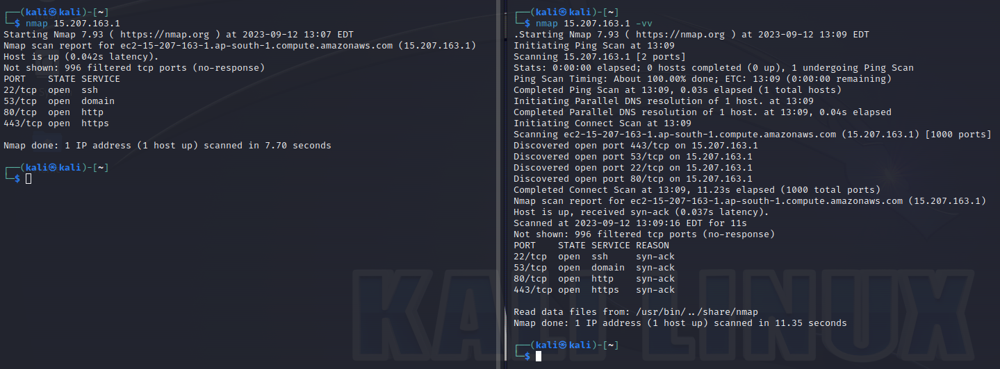 ┌──(kali㉿kali)-[~]
└─$ nmap 15.207.163.1
Starting Nmap 7.93 ( https://nmap.org ) at 2023-09-12 13:07 EDT
Nmap scan report for ec2-15-207-163-1.ap-south-1.compute.amazonaws.com (15.207.163.1)
Host is up (0.042s latency).
Not shown: 996 filtered tcp ports (no-response)
PORT    STATE SERVICE
22/tcp  open  ssh
53/tcp  open  domain
80/tcp  open  http
443/tcp open  https
Nmap done: 1 IP address (1 host up) scanned in 7.70 seconds
┌──(kali㉿kali)-[~]
└─$
┌──(kali㉿kali)-[~]
└─$ nmap 15.207.163.1 -vv
.Starting Nmap 7.93 ( https://nmap.org ) at 2023-09-12 13:09 EDT
Initiating Ping Scan at 13:09
Scanning 15.207.163.1 [2 ports]
Stats: 0:00:00 elapsed; 0 hosts completed (0 up), 1 undergoing Ping Scan
Ping Scan Timing: About 100.00% done; ETC: 13:09 (0:00:00 remaining)
Completed Ping Scan at 13:09, 0.03s elapsed (1 total hosts)
Initiating Parallel DNS resolution of 1 host. at 13:09
Completed Parallel DNS resolution of 1 host. at 13:09, 0.04s elapsed
Initiating Connect Scan at 13:09
Scanning ec2-15-207-163-1.ap-south-1.compute.amazonaws.com (15.207.163.1) [1000 ports]
Discovered open port 443/tcp on 15.207.163.1
Discovered open port 53/tcp on 15.207.163.1
Discovered open port 22/tcp on 15.207.163.1
Discovered open port 80/tcp on 15.207.163.1
Completed Connect Scan at 13:09, 11.23s elapsed (1000 total ports)
Nmap scan report for ec2-15-207-163-1.ap-south-1.compute.amazonaws.com (15.207.163.1)
Host is up, received syn-ack (0.037s latency).
Scanned at 2023-09-12 13:09:16 EDT for 11s
Not shown: 996 filtered tcp ports (no-response)
PORT    STATE SERVICE REASON
22/tcp  open  ssh     syn-ack
53/tcp  open  domain  syn-ack
80/tcp  open  http    syn-ack
443/tcp open  https   syn-ack
Read data files from: /usr/bin/../share/nmap
Nmap done: 1 IP address (1 host up) scanned in 11.35 seconds
┌──(kali㉿kali)-[~]
└─$
KALI LINUX